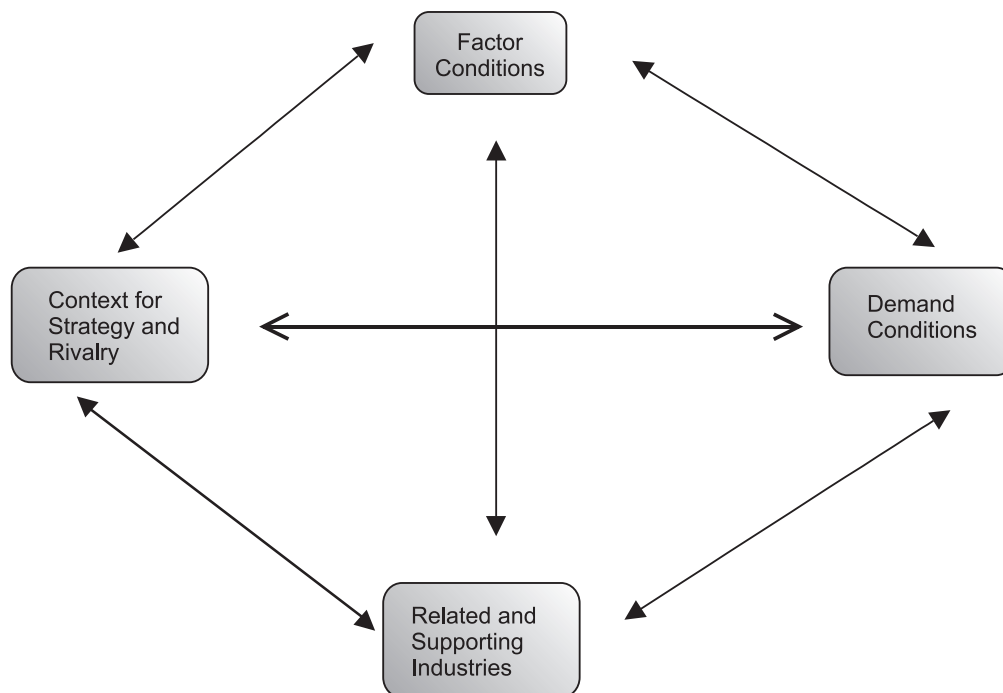 Factor
Conditions
Context for
Strategy and
Rivalry
Demand
Conditions
Related and
Supporting
Industries